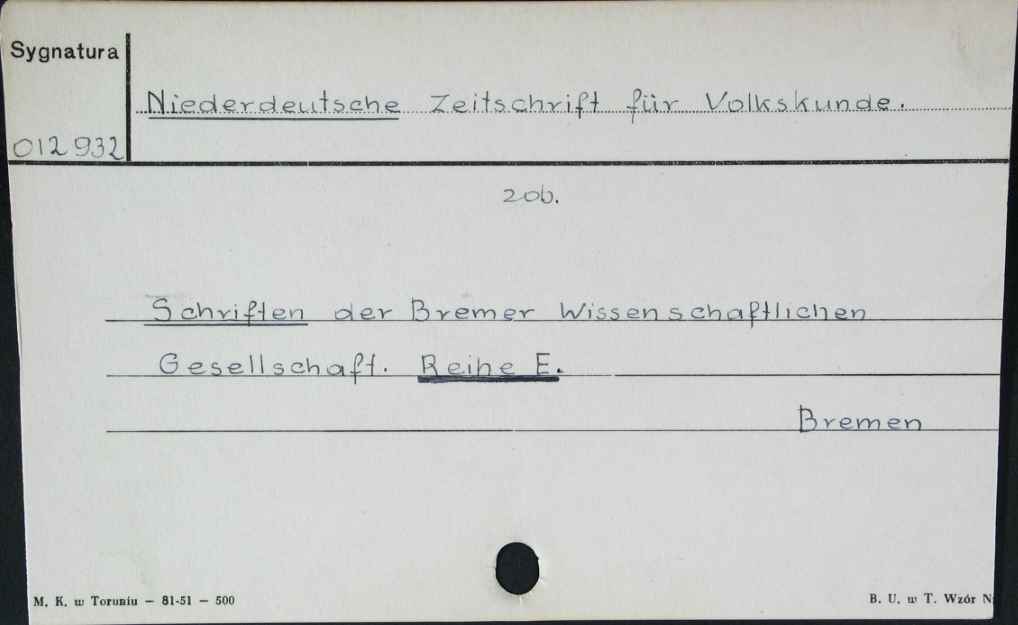 Sygnatura
Niederdeutsche Zeitschrift für Volkskunde.
012932
zob.
Schriften der Bremer Wissenschaftlichen
Gesellschaft. Reihe E.
Bremen
M. K. w Toruniu — 81-51 — 500
B. U. w T. Wzór